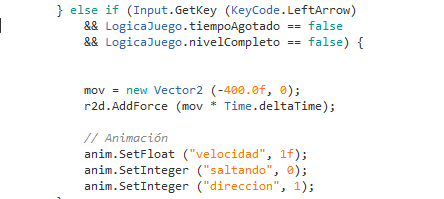 } else if (Input.GetKey (KeyCode.LeftArrow)
&& LogicaJuego.tiempoAgotado == false
&& LogicaJuego.nivelCompleto == false) {
mov = new Vector2 (-400.0f, 0);
r2d.AddForce (mov * Time.deltaTime);
// Animación
anim.SetFloat ("velocidad", 1f);
anim.SetInteger ("saltando", 0);
anim.SetInteger ("direccion", 1);